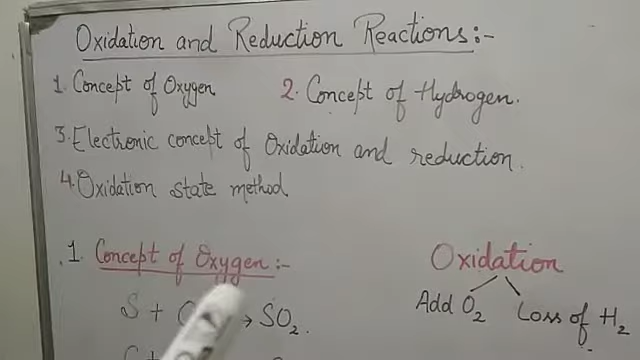 Oxidation and Reduction Reactions:-
1. Concept of Oxygen
2. Concept of Hydrogen.
3. Electronic concept of Oxidation and reduction.
4. Oxidation state method
1. Concept of Oxygen:-
S + → SO2.
Oxidation
Add O2
Loss of H2